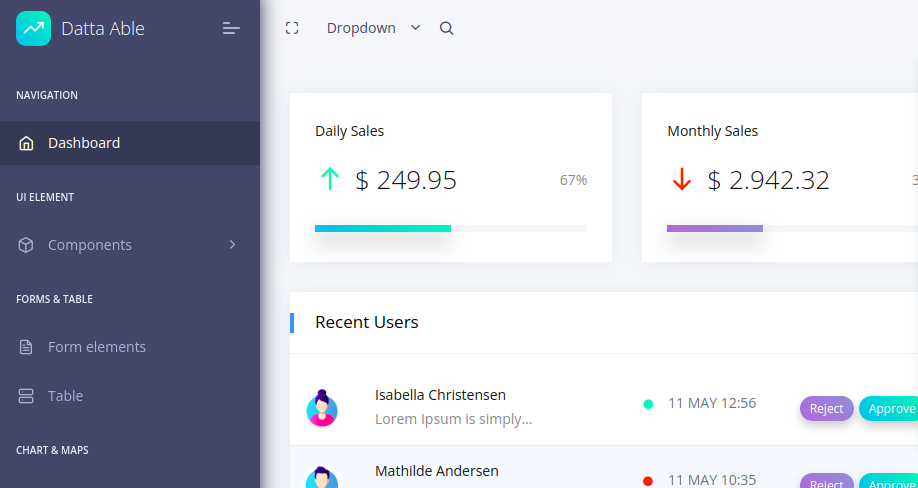 Datta Able
Dropdown
NAVIGATION
Dashboard
UI ELEMENT
Components
FORMS & TABLE
Form elements
Table
CHART & MAPS
Daily Sales
$ 249.95
67%
Monthly Sales
$ 2.942.32
Recent Users
Isabella Christensen
Lorem Ipsum is simply...
11 MAY 12:56
Reject
Approve
Mathilde Andersen
11 MAY 10:35
Reject
Approve